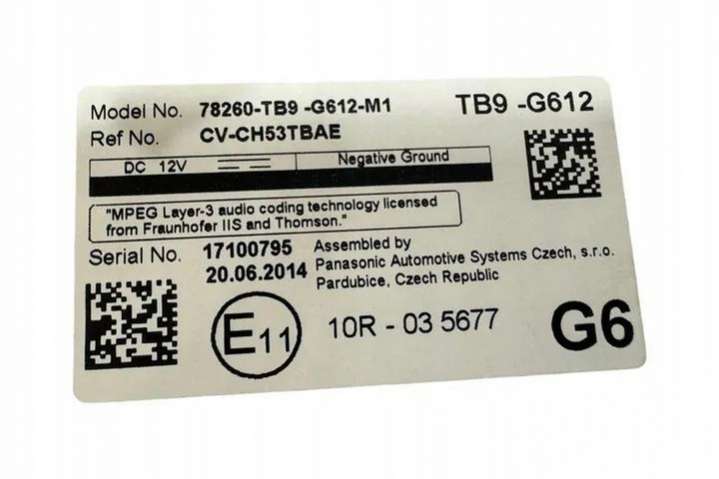 Model No. 78260-TB9 -G612-M1 TB9 -G612
Ref No. CV-CH53TBAE
DC 12V Negative Ground
"MPEG Layer-3 audio coding technology licensed
from Fraunhofer IIS and Thomson."
Serial No. 17100795 Assembled by
20.06.2014 Panasonic Automotive Systems Czech, s.r.o.
Pardubice, Czech Republic
E11 10R - 03 5677 G6